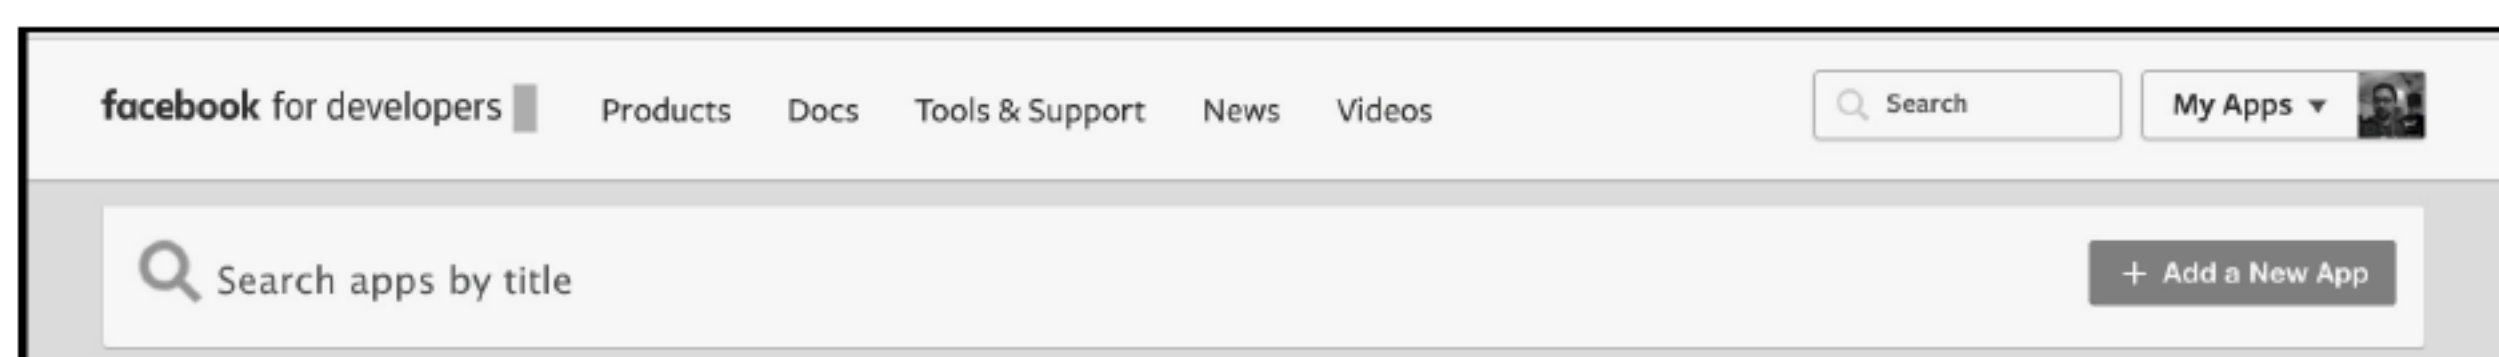 facebook for developers Products Docs Tools & Support News Videos Search My Apps
Search apps by title + Add a New App